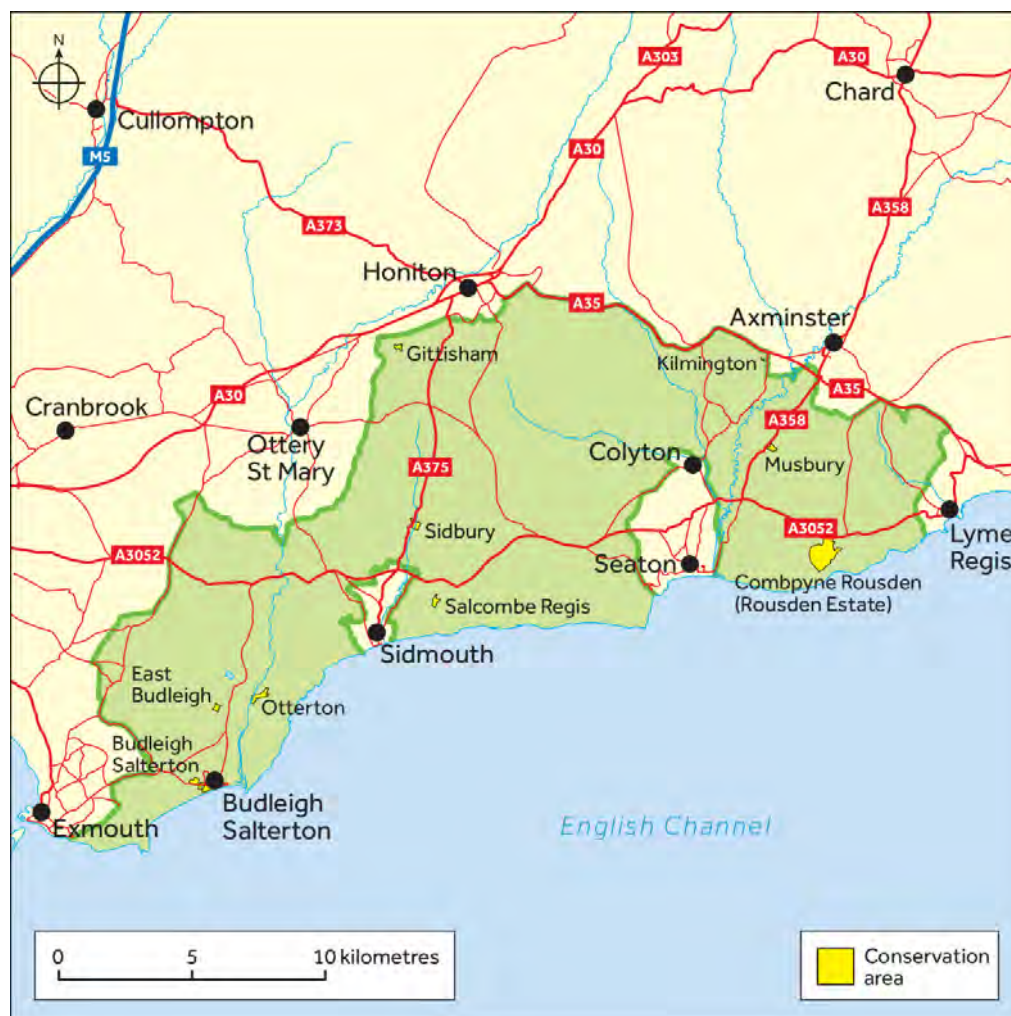 N
A303
A30
Chard
Cullompton
M5
A30
A373
A358
Honiton
A35
Axminster
Gittisham
Kilmington
A35
A30
Cranbrook
Ottery
St Mary
A358
Colyton
Musbury
A375
Sidbury
A3052
Lyme
Regis
A3052
Seaton
Combpyne Rousden
(Rousden Estate)
Salcombe Regis
Sidmouth
East
Budleigh
Otterton
Budleigh
Salterton
Budleigh
Salterton
Exmouth
English Channel
0 5 10 kilometres
Conservation
area